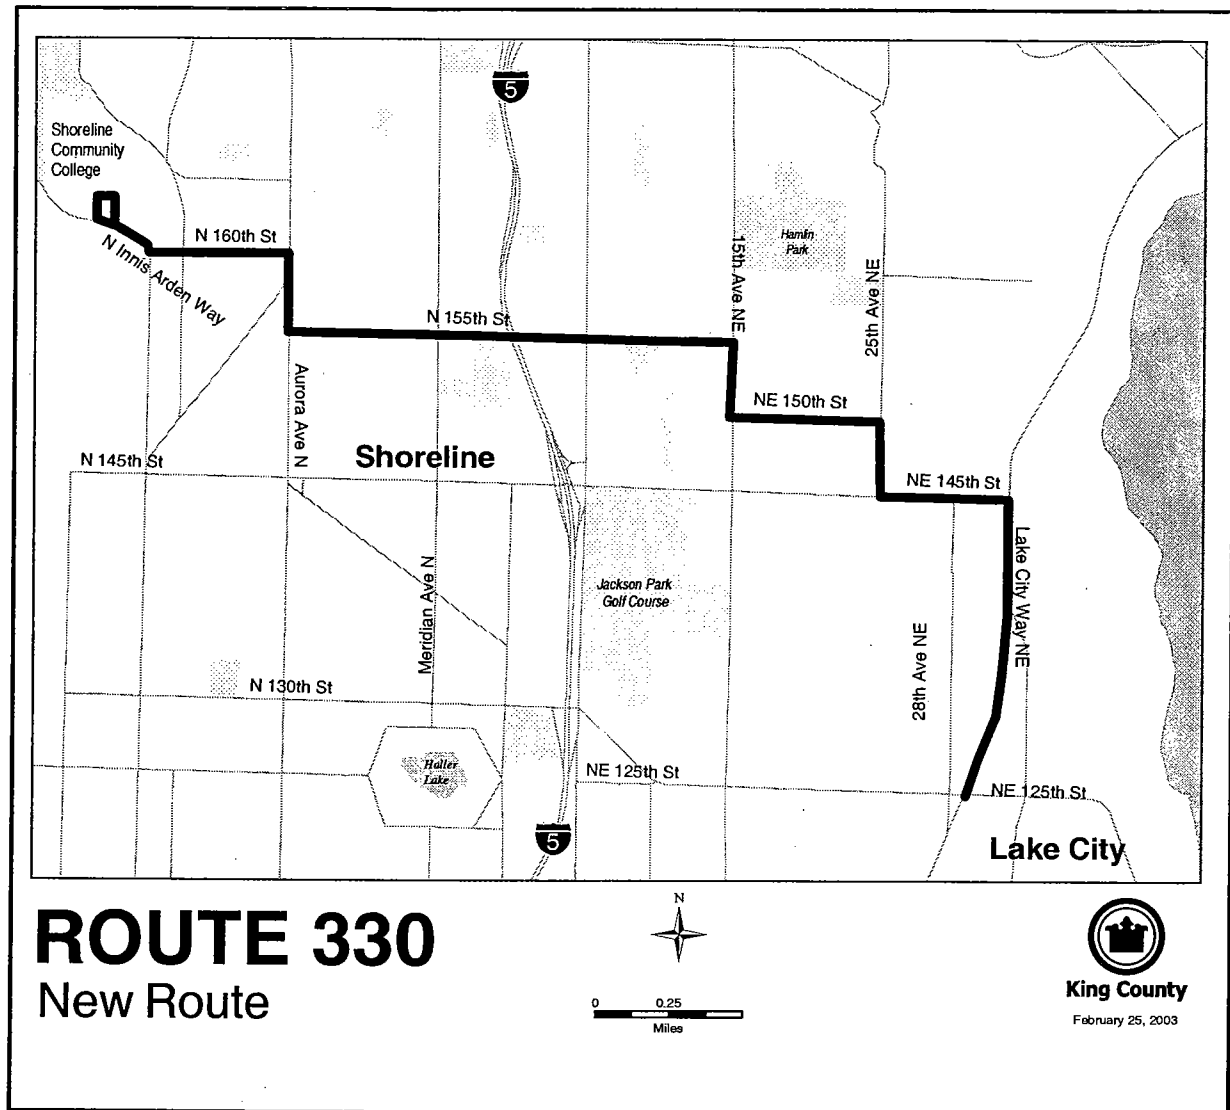 5
Shoreline
Community
College
N 160th St
N Innis Arden Way
15th Ave NE
Hamlin
Park
25th Ave NE
N 155th St
Aurora Ave N
NE 150th St
Shoreline
N 145th St
NE 145th St
Lake City Way NE
Meridian Ave N
Jackson Park
Golf Course
28th Ave NE
N 130th St
Haller
Lake
NE 125th St
NE 125th St
5
Lake City
ROUTE 330
New Route
N
0 0.25
Miles
King County
February 25, 2003